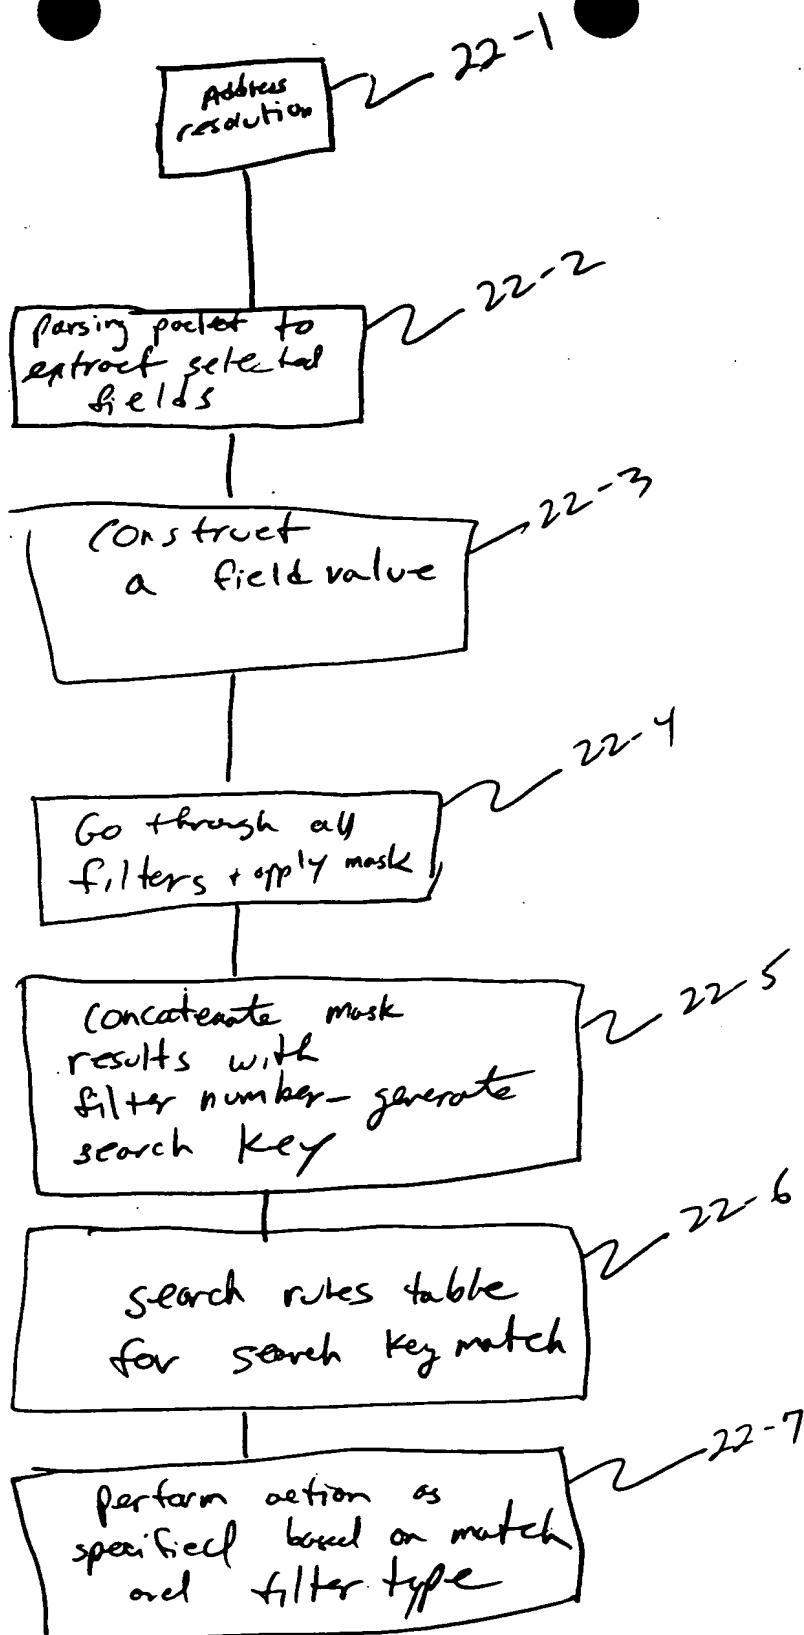 22-1
Address
resolution
22-2
Parsing packet to
extract selected
fields
22-3
Construct
a field value
22-4
Go through all
filters + apply mask
22-5
Concatenate mask
results with
filter number - generate
search key
22-6
search rules table
for search key match
22-7
perform action as
specified based on match
and filter type